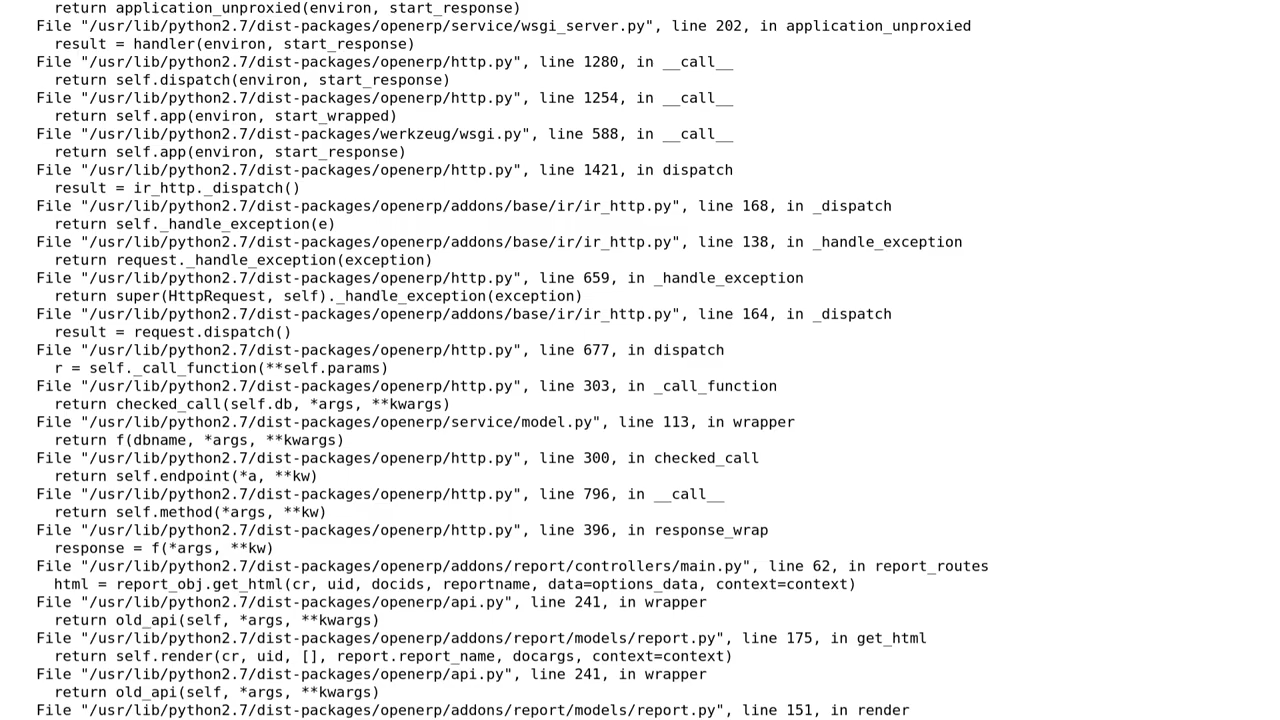 return application_unproxied(environ, start_response)
File "/usr/lib/python2.7/dist-packages/openerp/service/wsgi_server.py", line 202, in application_unproxied
result = handler(environ, start_response)
File "/usr/lib/python2.7/dist-packages/openerp/http.py", line 1280, in __call__
return self.dispatch(environ, start_response)
File "/usr/lib/python2.7/dist-packages/openerp/http.py", line 1254, in __call__
return self.app(environ, start_wrapped)
File "/usr/lib/python2.7/dist-packages/werkzeug/wsgi.py", line 588, in __call__
return self.app(environ, start_response)
File "/usr/lib/python2.7/dist-packages/openerp/http.py", line 1421, in dispatch
result = ir_http._dispatch()
File "/usr/lib/python2.7/dist-packages/openerp/addons/base/ir/ir_http.py", line 168, in _dispatch
return self._handle_exception(e)
File "/usr/lib/python2.7/dist-packages/openerp/addons/base/ir/ir_http.py", line 138, in _handle_exception
return request._handle_exception(exception)
File "/usr/lib/python2.7/dist-packages/openerp/http.py", line 659, in _handle_exception
return super(HttpRequest, self)._handle_exception(exception)
File "/usr/lib/python2.7/dist-packages/openerp/addons/base/ir/ir_http.py", line 164, in _dispatch
result = request.dispatch()
File "/usr/lib/python2.7/dist-packages/openerp/http.py", line 677, in dispatch
r = self._call_function(**self.params)
File "/usr/lib/python2.7/dist-packages/openerp/http.py", line 303, in _call_function
return checked_call(self.db, *args, **kwargs)
File "/usr/lib/python2.7/dist-packages/openerp/service/model.py", line 113, in wrapper
return f(dbname, *args, **kwargs)
File "/usr/lib/python2.7/dist-packages/openerp/http.py", line 300, in checked_call
return self.endpoint(*a, **kw)
File "/usr/lib/python2.7/dist-packages/openerp/http.py", line 796, in __call__
return self.method(*args, **kw)
File "/usr/lib/python2.7/dist-packages/openerp/http.py", line 396, in response_wrap
response = f(*args, **kw)
File "/usr/lib/python2.7/dist-packages/openerp/addons/report/controllers/main.py", line 62, in report_routes
html = report_obj.get_html(cr, uid, docids, reportname, data=options_data, context=context)
File "/usr/lib/python2.7/dist-packages/openerp/api.py", line 241, in wrapper
return old_api(self, *args, **kwargs)
File "/usr/lib/python2.7/dist-packages/openerp/addons/report/models/report.py", line 175, in get_html
return self.render(cr, uid, [], report.report_name, docargs, context=context)
File "/usr/lib/python2.7/dist-packages/openerp/api.py", line 241, in wrapper
return old_api(self, *args, **kwargs)
File "/usr/lib/python2.7/dist-packages/openerp/addons/report/models/report.py", line 151, in render